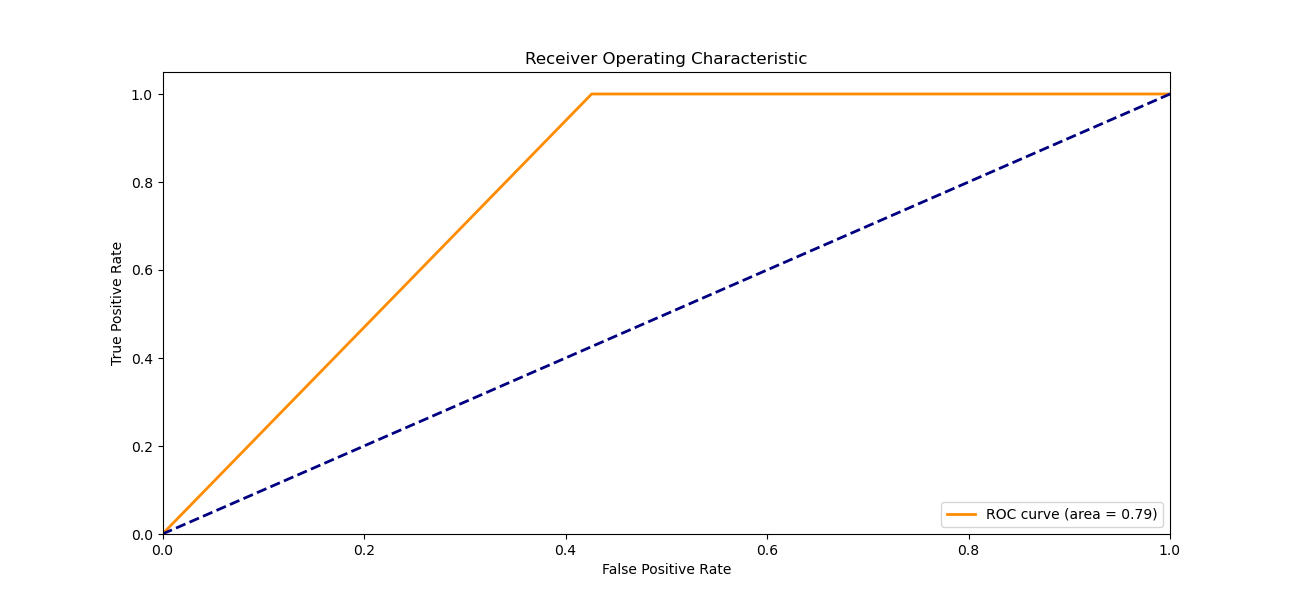 Receiver Operating Characteristic
1.0
0.8
0.6
0.4
0.2
0.0
True Positive Rate
ROC curve (area = 0.79)
0.0 0.2 0.4 0.6 0.8 1.0
False Positive Rate